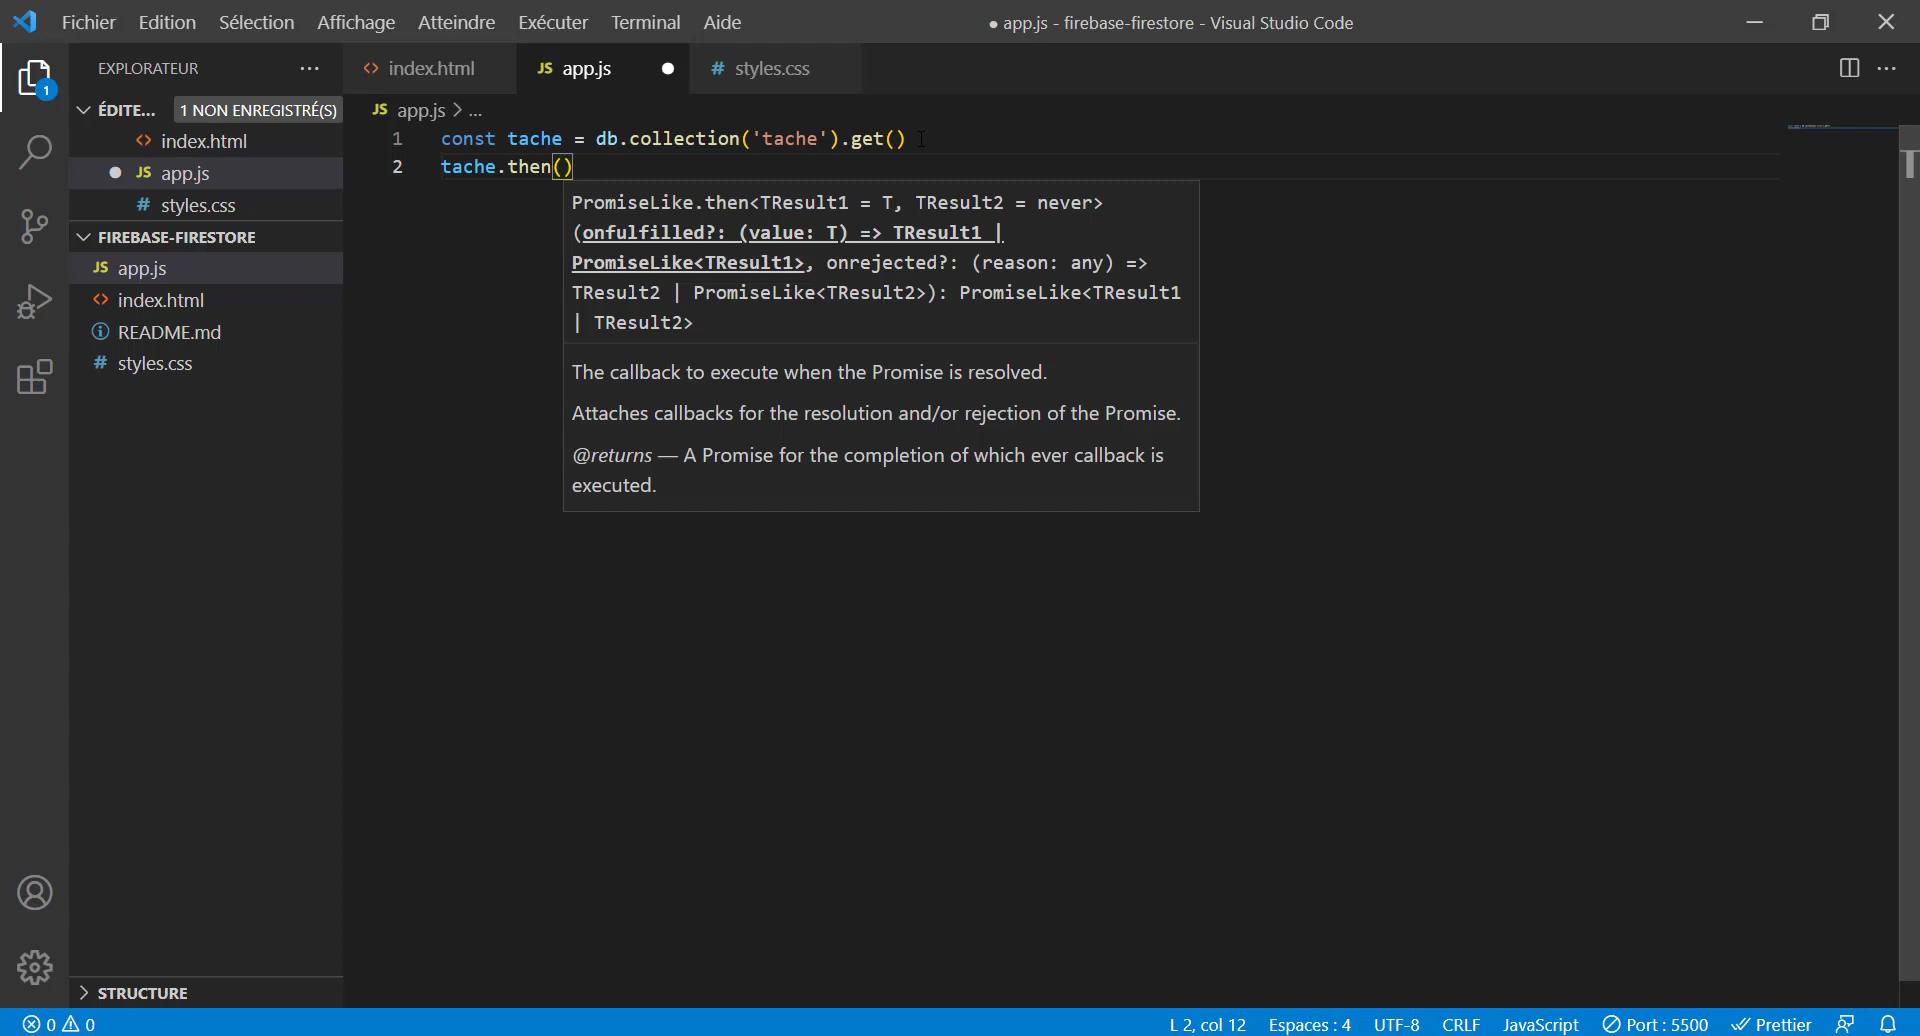 Fichier Edition Sélection Affichage Atteindre Exécuter Terminal Aide
● app.js - firebase-firestore - Visual Studio Code
EXPLORATEUR
index.html
JS app.js
# styles.css
1
ÉDITE...
1 NON ENREGISTRÉ(S)
index.html
JS app.js
# styles.css
FIREBASE-FIRESTORE
JS app.js
index.html
README.md
# styles.css
STRUCTURE
JS app.js > ...
1 const tache = db.collection('tache').get()
2 tache.then()
PromiseLike.then<TResult1 = T, TResult2 = never>
(onfulfilled?: (value: T) => TResult1 |
PromiseLike<TResult1>, onrejected?: (reason: any) =>
TResult2 | PromiseLike<TResult2>): PromiseLike<TResult1
| TResult2>
The callback to execute when the Promise is resolved.
Attaches callbacks for the resolution and/or rejection of the Promise.
@returns — A Promise for the completion of which ever callback is
executed.
0 0
L 2, col 12 Espaces : 4 UTF-8 CRLF JavaScript Port : 5500 Prettier